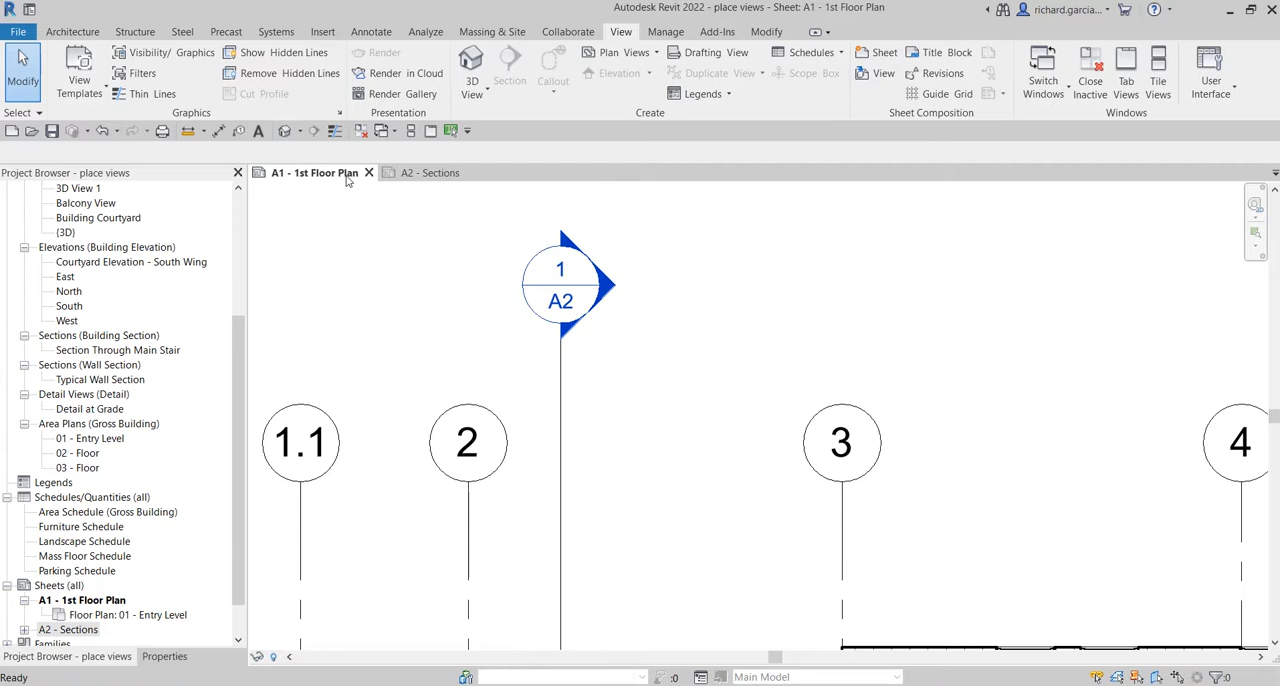 Autodesk Revit 2022 - place views - Sheet: A1 - 1st Floor Plan
richard.garcia...
File Architecture Structure Steel Precast Systems Insert Annotate Analyze Massing & Site Collaborate View Manage Add-Ins Modify
Modify
Select
View Templates
Visibility/ Graphics
Filters
Thin Lines
Show Hidden Lines
Remove Hidden Lines
Cut Profile
Graphics
Render
Render in Cloud
Render Gallery
Presentation
3D View
Section
Callout
Plan Views
Elevation
Drafting View
Duplicate View
Legends
Schedules
Scope Box
Create
Sheet
View
Title Block
Revisions
Guide Grid
Sheet Composition
Switch Windows
Close Inactive
Tab Views
Tile Views
Windows
User Interface
Project Browser - place views
A1 - 1st Floor Plan
A2 - Sections
3D View 1
Balcony View
Building Courtyard
{3D}
Elevations (Building Elevation)
Courtyard Elevation - South Wing
East
North
South
West
Sections (Building Section)
Section Through Main Stair
Sections (Wall Section)
Typical Wall Section
Detail Views (Detail)
Detail at Grade
Area Plans (Gross Building)
01 - Entry Level
02 - Floor
03 - Floor
Legends
Schedules/Quantities (all)
Area Schedule (Gross Building)
Furniture Schedule
Landscape Schedule
Mass Floor Schedule
Parking Schedule
Sheets (all)
A1 - 1st Floor Plan
Floor Plan: 01 - Entry Level
A2 - Sections
Families
Project Browser - place views
Properties
1
A2
1.1
2
3
4
Ready
:0
Main Model
:0